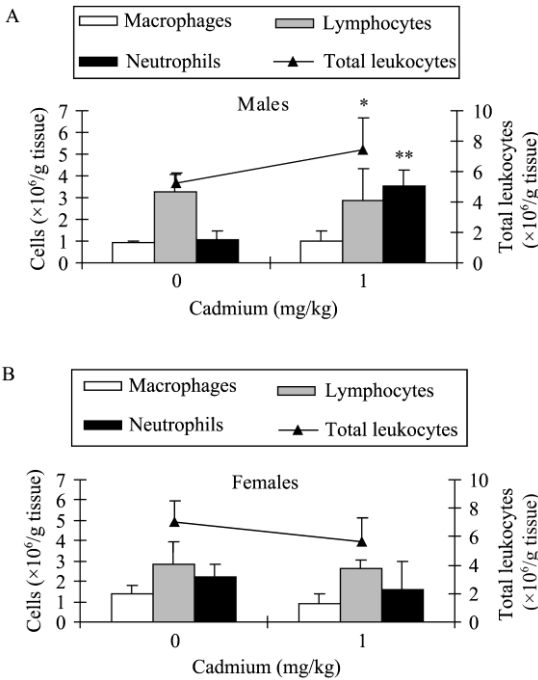 A
Macrophages Lymphocytes
Neutrophils Total leukocytes
Males
Cells (×10⁶/g tissue)
7
6
5
4
3
2
1
0
*
**
10
8
6
4
2
0
Total leukocytes
(×10⁶/g tissue)
0 1
Cadmium (mg/kg)
B
Macrophages Lymphocytes
Neutrophils Total leukocytes
Females
Cells (×10⁶/g tissue)
7
6
5
4
3
2
1
0
10
8
6
4
2
0
Total leukocytes
(×10⁶/g tissue)
0 1
Cadmium (mg/kg)